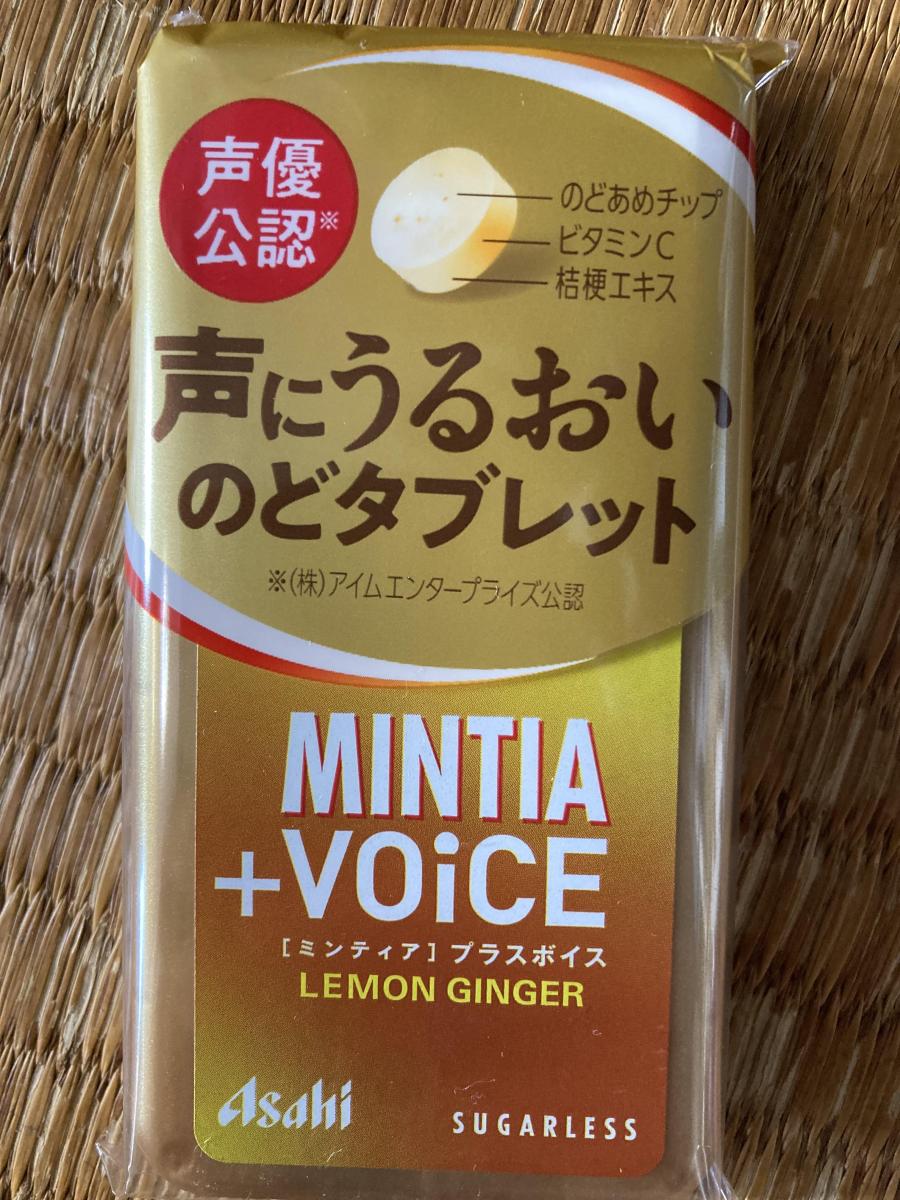 声優
公認※
のどあめチップ
ビタミンC
桔梗エキス
声にうるおい
のどタブレット
※(株)アイムエンタープライズ公認
MINTIA
+VOiCE
[ミンティア] プラスボイス
LEMON GINGER
Asahi
SUGARLESS